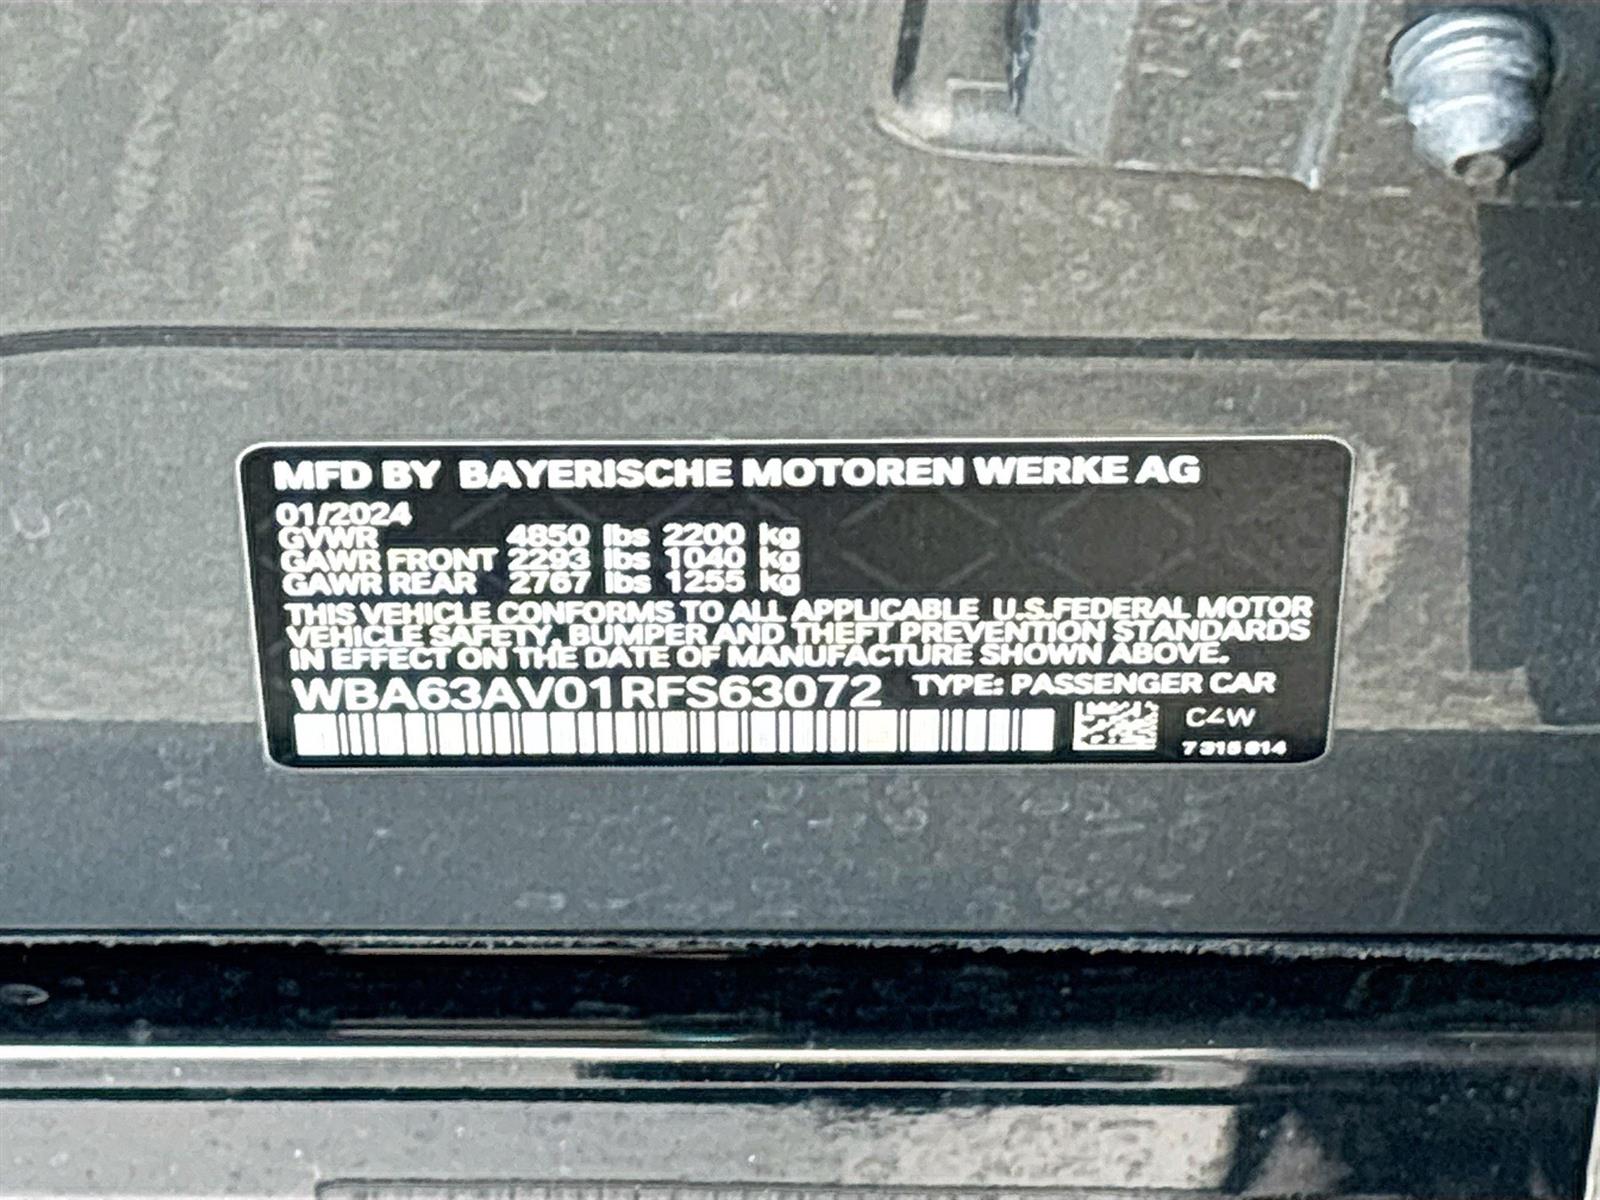 MFD BY BAYERISCHE MOTOREN WERKE AG
01/2024
GVWR 4850 lbs 2200 kg
GAWR FRONT 2293 lbs 1040 kg
GAWR REAR 2767 lbs 1255 kg
THIS VEHICLE CONFORMS TO ALL APPLICABLE U.S.FEDERAL MOTOR
VEHICLE SAFETY, BUMPER AND THEFT PREVENTION STANDARDS
IN EFFECT ON THE DATE OF MANUFACTURE SHOWN ABOVE.
WBA63AV01RFS63072 TYPE: PASSENGER CAR